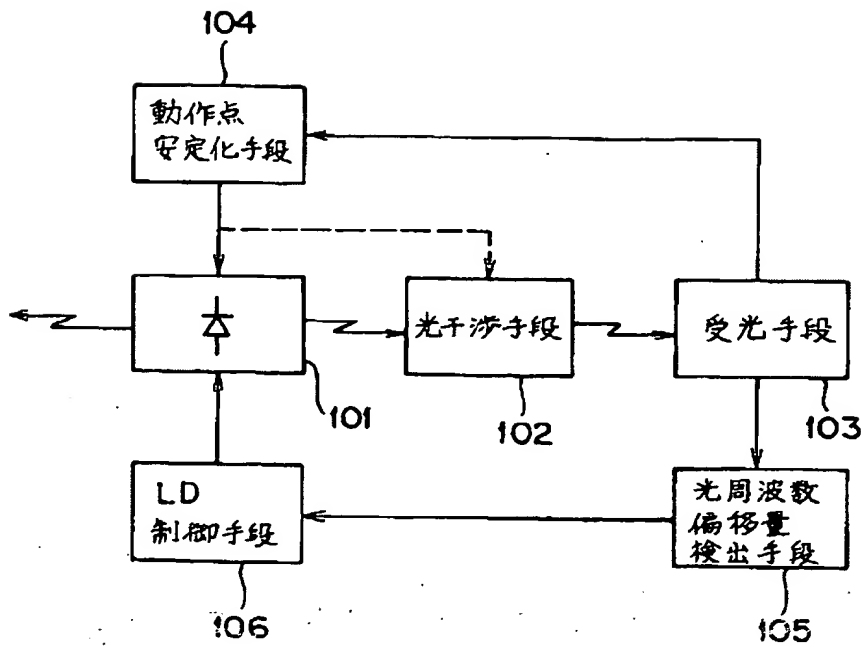 104
動作点
安定化手段
101
光干渉手段
102
受光手段
103
LD
制御手段
106
光周波数
偏移量
検出手段
105